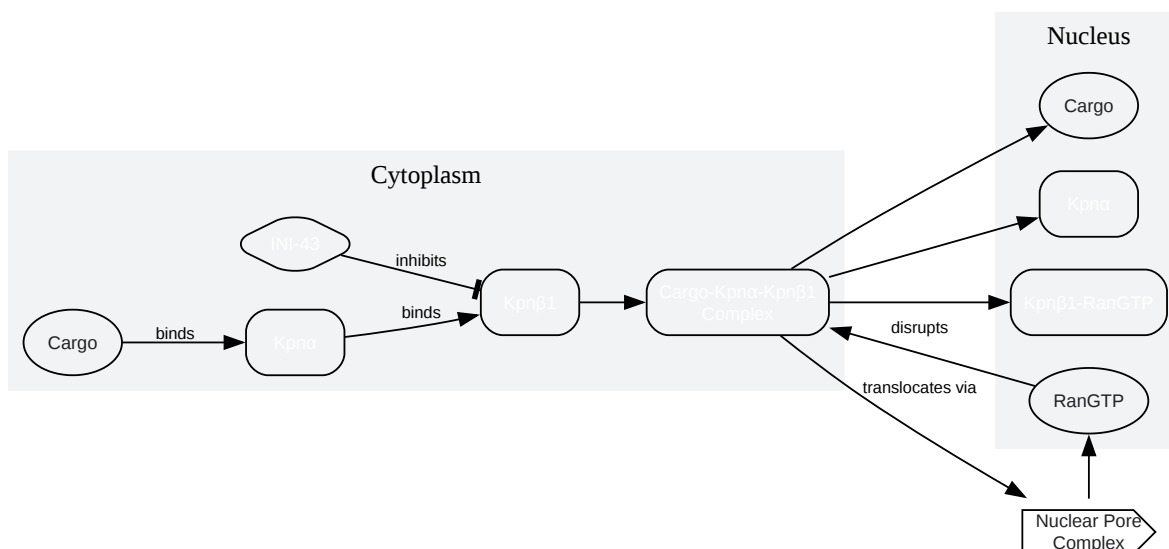 Nucleus
Cargo
Cytoplasm
Kpnα
INI-43
inhibits
Cargo-Kpnα-Kpnβ1
Complex
Kpnβ1
Kpnβ1-RanGTP
binds
disrupts
Cargo
binds
Kpnα
translocates via
RanGTP
Nuclear Pore
Complex